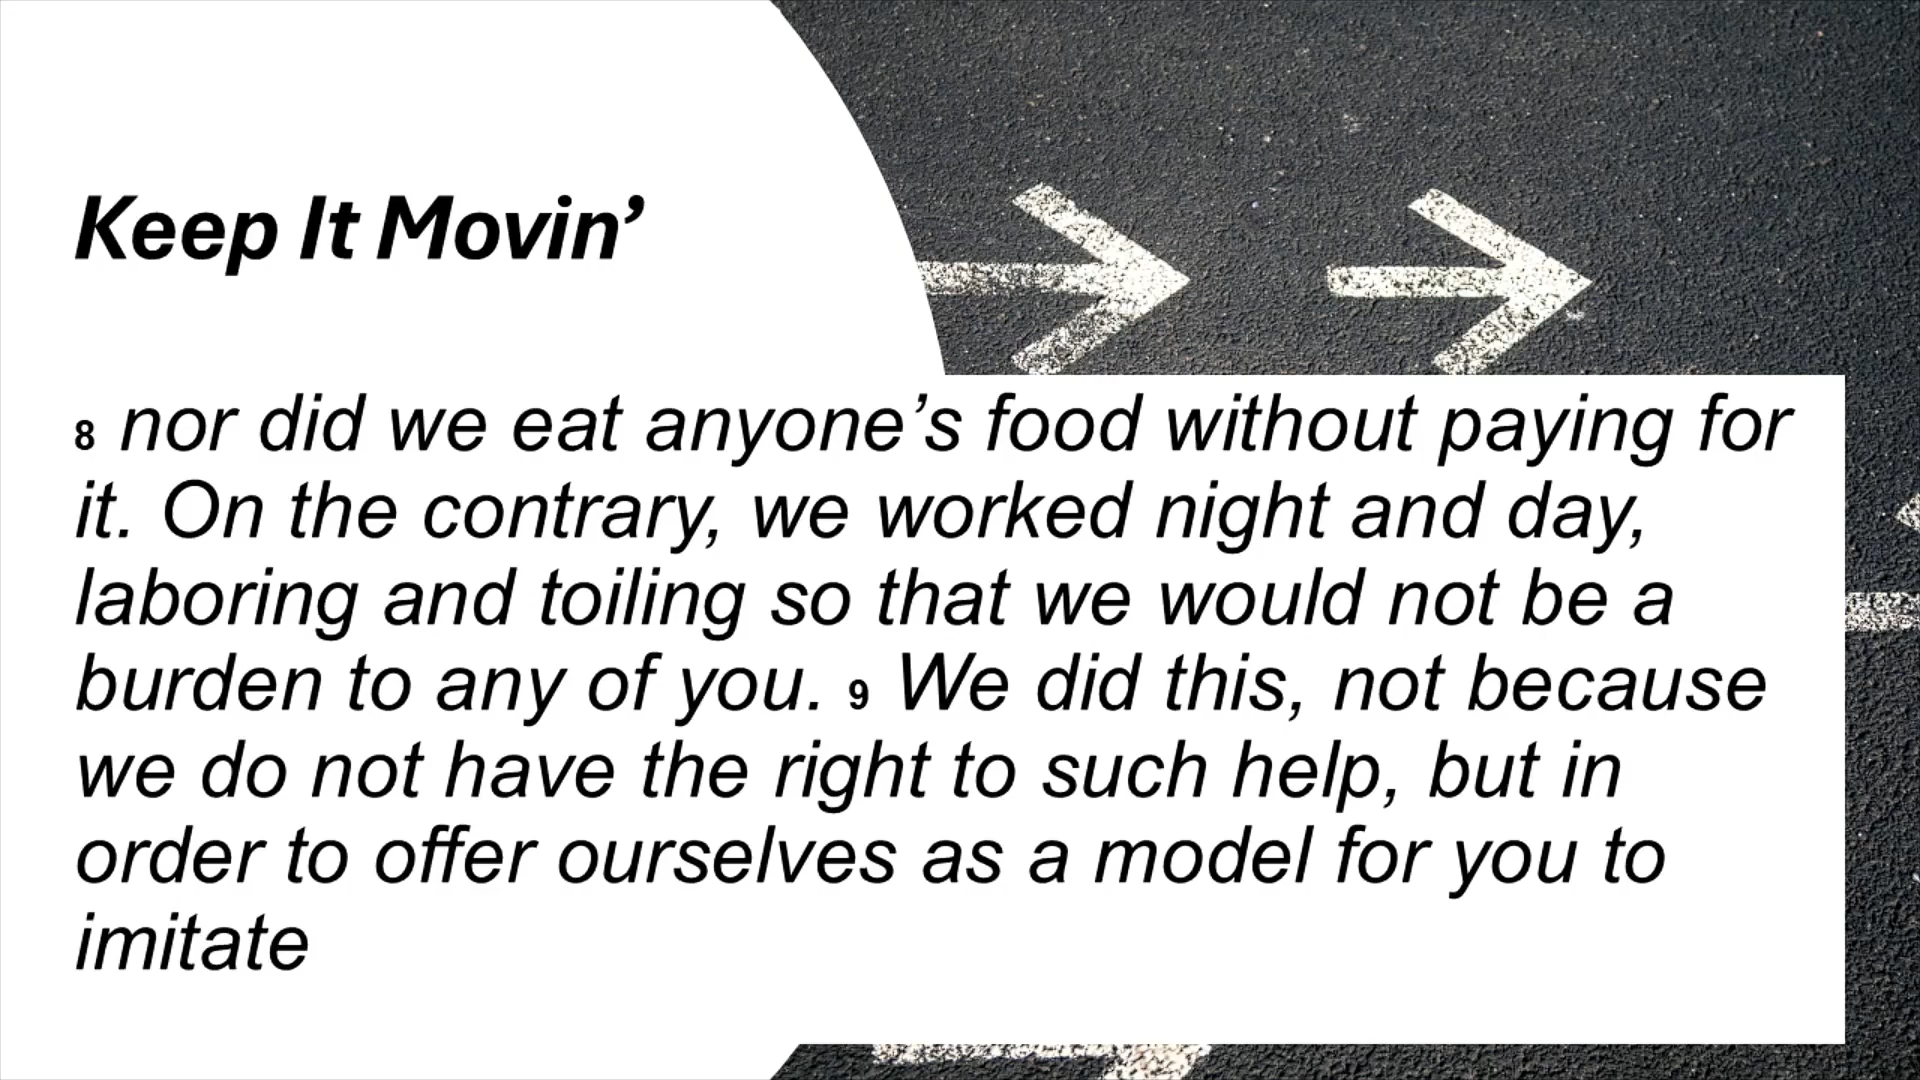 Keep It Movin’
8 nor did we eat anyone’s food without paying for
it. On the contrary, we worked night and day,
laboring and toiling so that we would not be a
burden to any of you. 9 We did this, not because
we do not have the right to such help, but in
order to offer ourselves as a model for you to
imitate